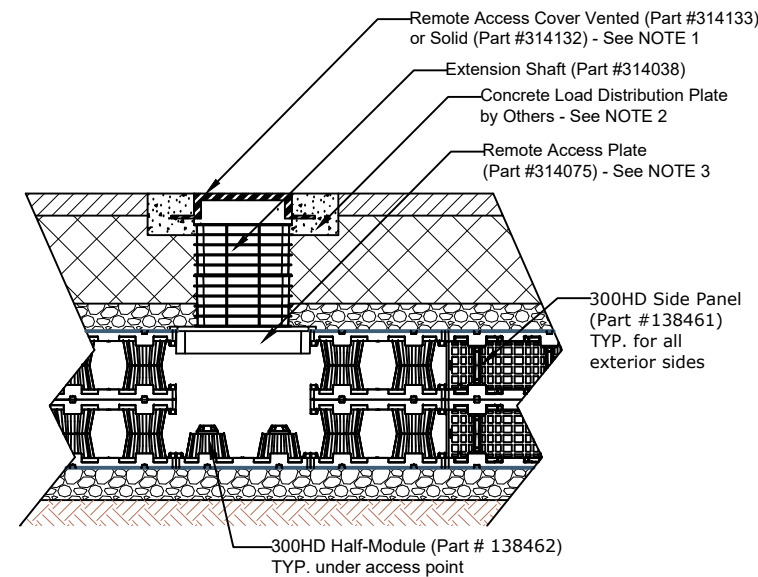 Remote Access Cover Vented (Part #314133)
or Solid (Part #314132) - See NOTE 1
Extension Shaft (Part #314038)
Concrete Load Distribution Plate
by Others - See NOTE 2
Remote Access Plate
(Part #314075) - See NOTE 3
300HD Side Panel
(Part #138461)
TYP. for all
exterior sides
300HD Half-Module (Part # 138462)
TYP. under access point